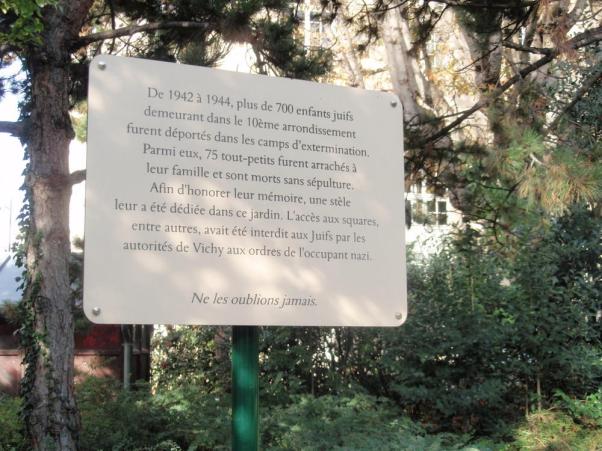 De 1942 à 1944, plus de 700 enfants juifs
demeurant dans le 10ème arrondissement
furent déportés dans les camps d'extermination.
Parmi eux, 75 tout-petits furent arrachés à
leur famille et sont morts sans sépulture.
Afin d'honorer leur mémoire, une stèle
leur a été dédiée dans ce jardin. L'accès aux squares,
entre autres, avait été interdit aux Juifs par les
autorités de Vichy aux ordres de l'occupant nazi.
Ne les oublions jamais.